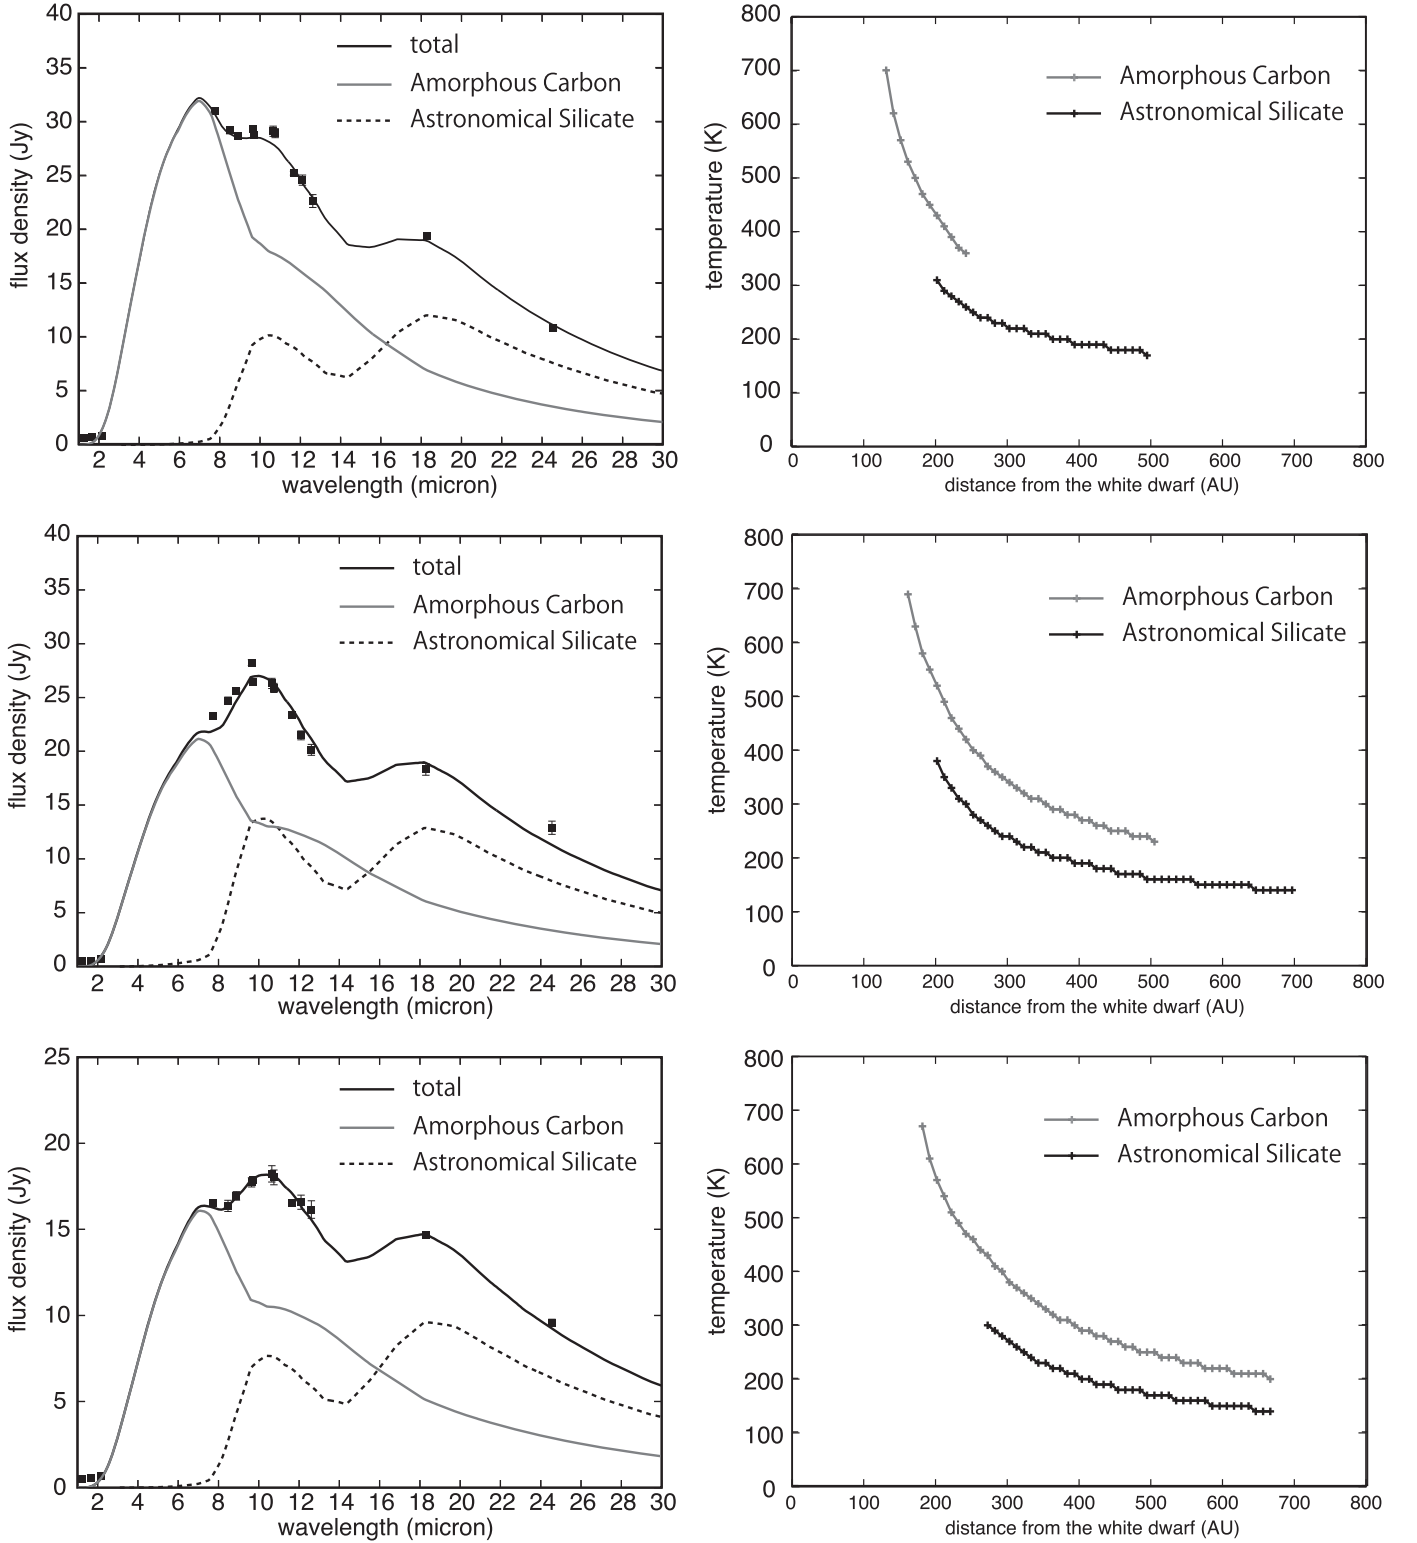 total
Amorphous Carbon
Astronomical Silicate
flux density (Jy)
40
35
30
25
20
15
10
5
0
2 4 6 8 10 12 14 16 18 20 22 24 26 28 30
wavelength (micron)
Amorphous Carbon
Astronomical Silicate
temperature (K)
800
700
600
500
400
300
200
100
0
0 100 200 300 400 500 600 700 800
distance from the white dwarf (AU)
total
Amorphous Carbon
Astronomical Silicate
flux density (Jy)
40
35
30
25
20
15
10
5
0
2 4 6 8 10 12 14 16 18 20 22 24 26 28 30
wavelength (micron)
Amorphous Carbon
Astronomical Silicate
temperature (K)
800
700
600
500
400
300
200
100
0
0 100 200 300 400 500 600 700 800
distance from the white dwarf (AU)
total
Amorphous Carbon
Astronomical Silicate
flux density (Jy)
25
20
15
10
5
0
2 4 6 8 10 12 14 16 18 20 22 24 26 28 30
wavelength (micron)
Amorphous Carbon
Astronomical Silicate
temperature (K)
800
700
600
500
400
300
200
100
0
0 100 200 300 400 500 600 700 800
distance from the white dwarf (AU)